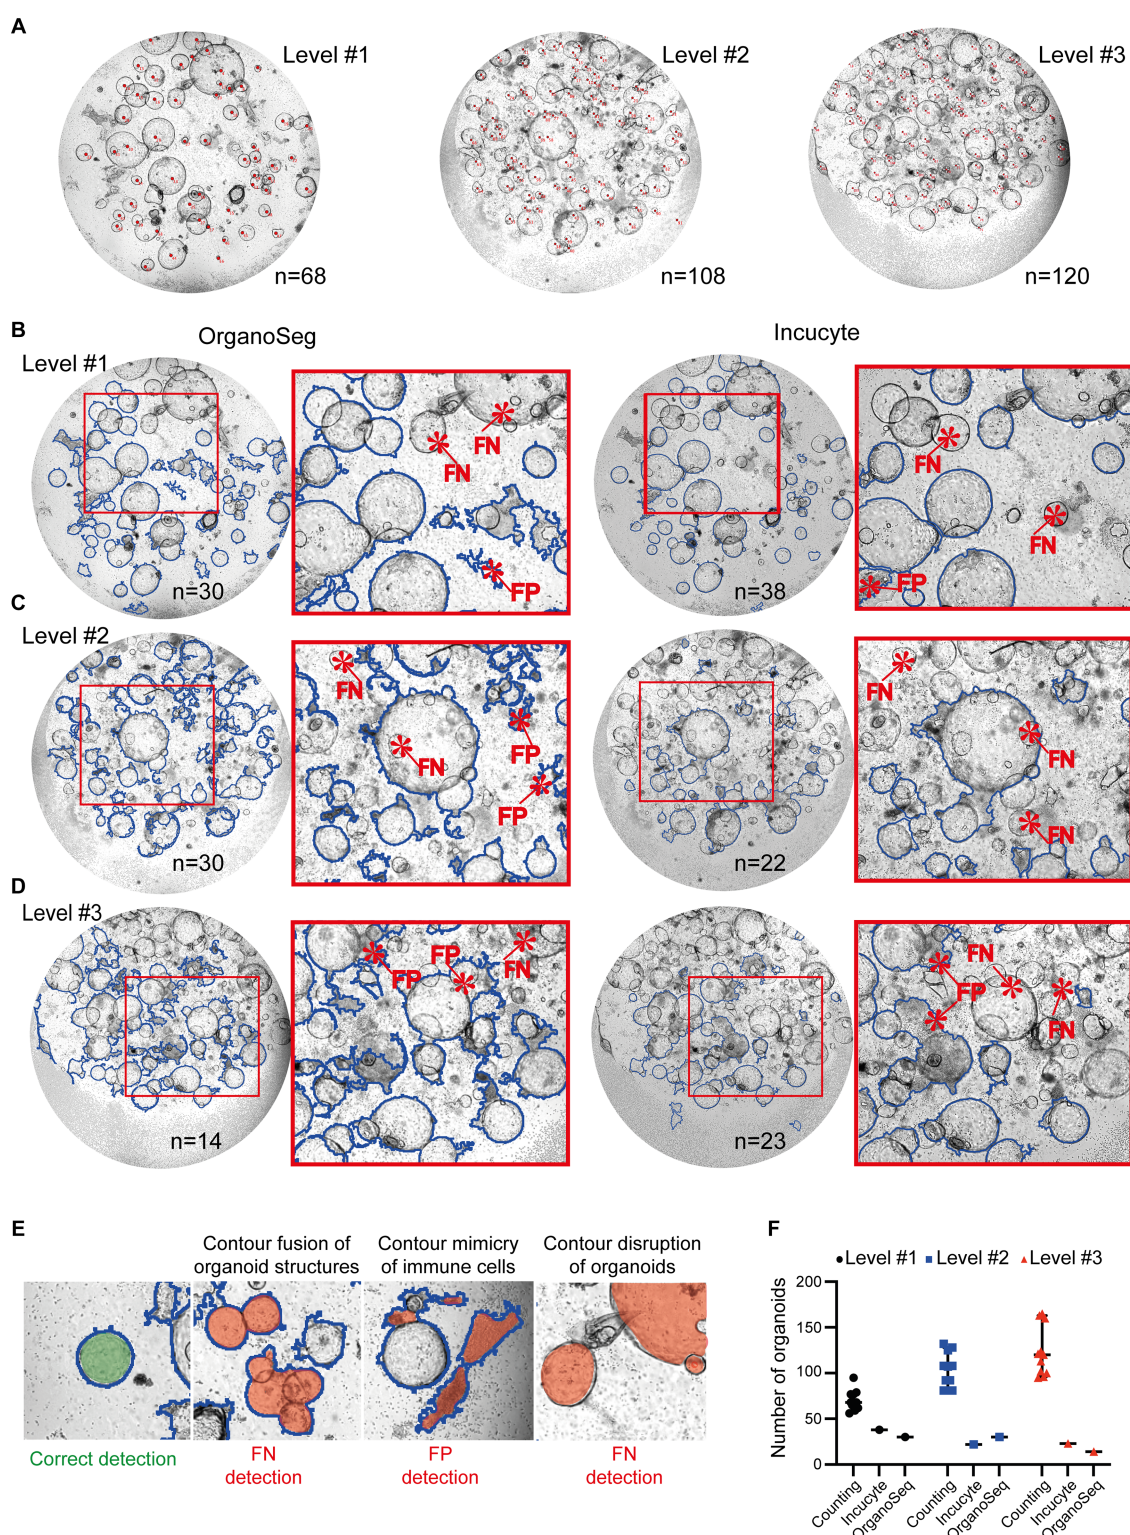 A
Level #1
Level #2
Level #3
n=68
n=108
n=120
B
OrganoSeg
Incucyte
Level #1
FN
FN
FP
n=30
FN
FN
FP
n=38
C
Level #2
FN
FN
FP
FP
n=30
FN
FN
FN
n=22
D
Level #3
FP
FP
FN
n=14
FN
FP
FN
n=23
E
Contour fusion of
organoid structures
Contour mimicry
of immune cells
Contour disruption
of organoids
Correct detection
FN
detection
FP
detection
FN
detection
F
Level #1
Level #2
Level #3
Number of organoids
200
150
100
50
0
Counting
Incucyte
OrganoSeq
Counting
Incucyte
OrganoSeq
Counting
Incucyte
OrganoSeq